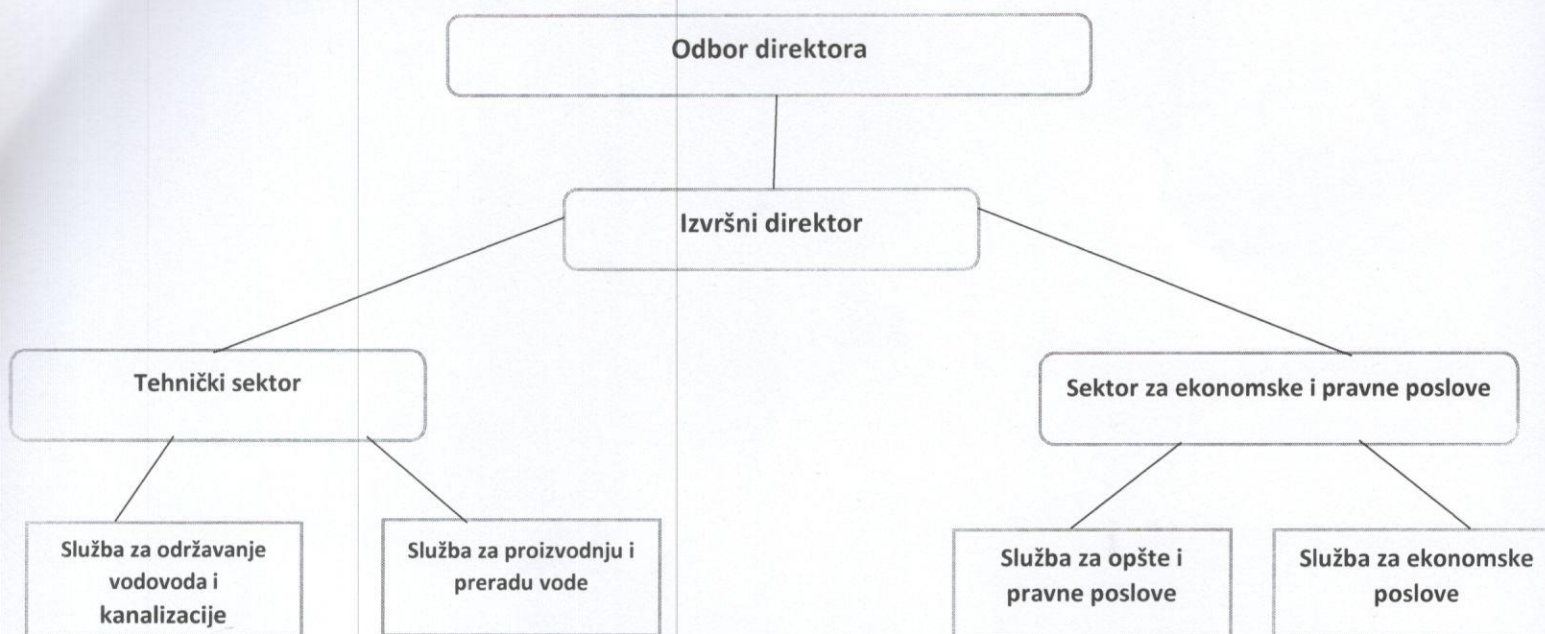 Odbor direktora
Izvršni direktor
Tehnički sektor
Sektor za ekonomske i pravne poslove
Služba za održavanje
vodovoda i
kanalizacije
Služba za proizvodnju i
preradu vode
Služba za opšte i
pravne poslove
Služba za ekonomske
poslove